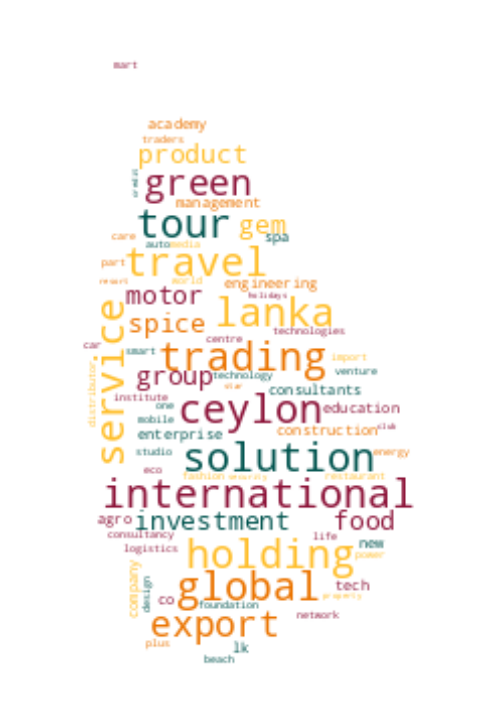 mart
academy
traders
product
credit
green
management
tour
gem
care
spa
auto
media
part
travel
resort
world
engineering
motor
holidays
lanka
service
spice
technologies
car
centre
smart
trading
import
group
technology
venture
distributor
star
consultants
institute
one
ceylon
education
mobile
enterprise
construction
club
studio
solution
energy
eco
fashion
security
restaurant
international
agro
investment
food
consultancy
life
new
logistics
holding
power
company
design
global
tech
co
foundation
property
export
network
plus
lk
beach